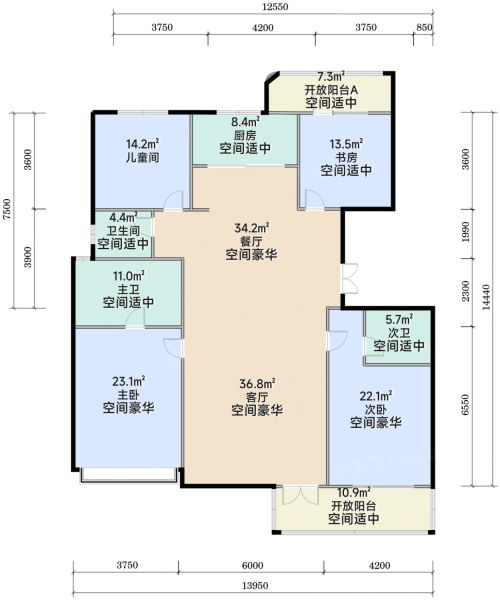 12550
3750
4200
3750
850
7.3㎡
开放阳台A
空间适中
14.2㎡
儿童间
8.4㎡
厨房
空间适中
13.5㎡
书房
空间适中
7500
3600
3900
3600
1990
2300
6550
14440
4.4㎡
卫生间
空间适中
34.2㎡
餐厅
空间豪华
11.0㎡
主卫
空间适中
5.7㎡
次卫
空间适中
23.1㎡
主卧
空间豪华
36.8㎡
客厅
空间豪华
22.1㎡
次卧
空间豪华
10.9㎡
开放阳台
空间适中
3750
6000
4200
13950